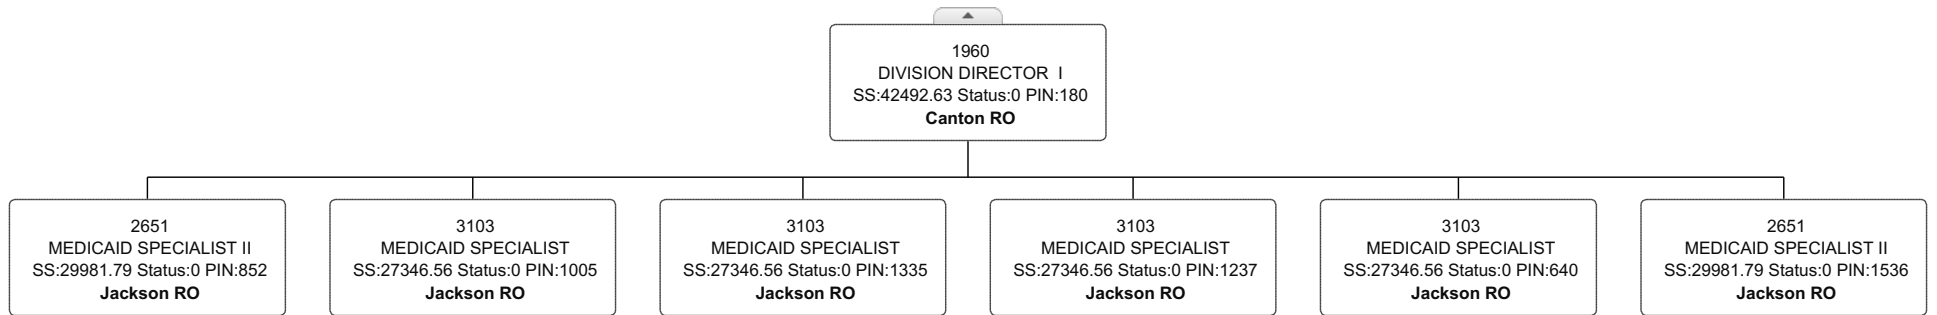 1960
DIVISION DIRECTOR I
SS:42492.63 Status:0 PIN:180
Canton RO
2651
MEDICAID SPECIALIST II
SS:29981.79 Status:0 PIN:852
Jackson RO
3103
MEDICAID SPECIALIST
SS:27346.56 Status:0 PIN:1005
Jackson RO
3103
MEDICAID SPECIALIST
SS:27346.56 Status:0 PIN:1335
Jackson RO
3103
MEDICAID SPECIALIST
SS:27346.56 Status:0 PIN:1237
Jackson RO
3103
MEDICAID SPECIALIST
SS:27346.56 Status:0 PIN:640
Jackson RO
2651
MEDICAID SPECIALIST II
SS:29981.79 Status:0 PIN:1536
Jackson RO